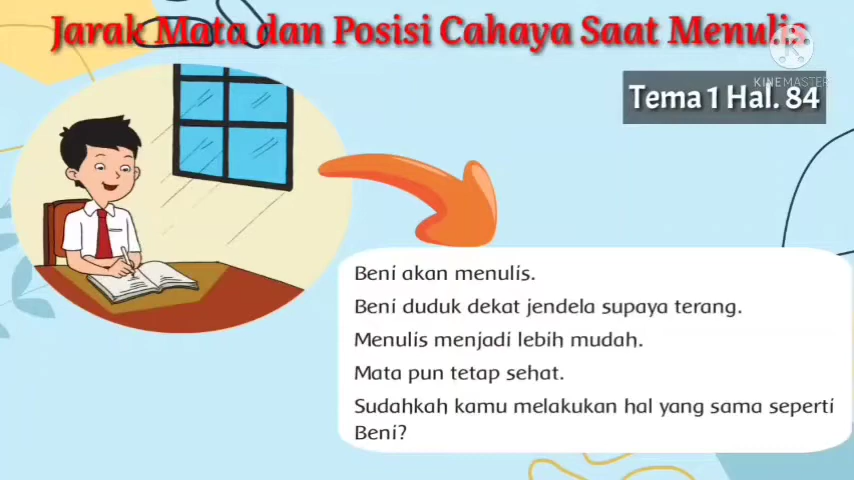 Jarak Mata dan Posisi Cahaya Saat Menulis
KINEMASTER
Tema 1 Hal. 84
Beni akan menulis.
Beni duduk dekat jendela supaya terang.
Menulis menjadi lebih mudah.
Mata pun tetap sehat.
Sudahkah kamu melakukan hal yang sama seperti
Beni?